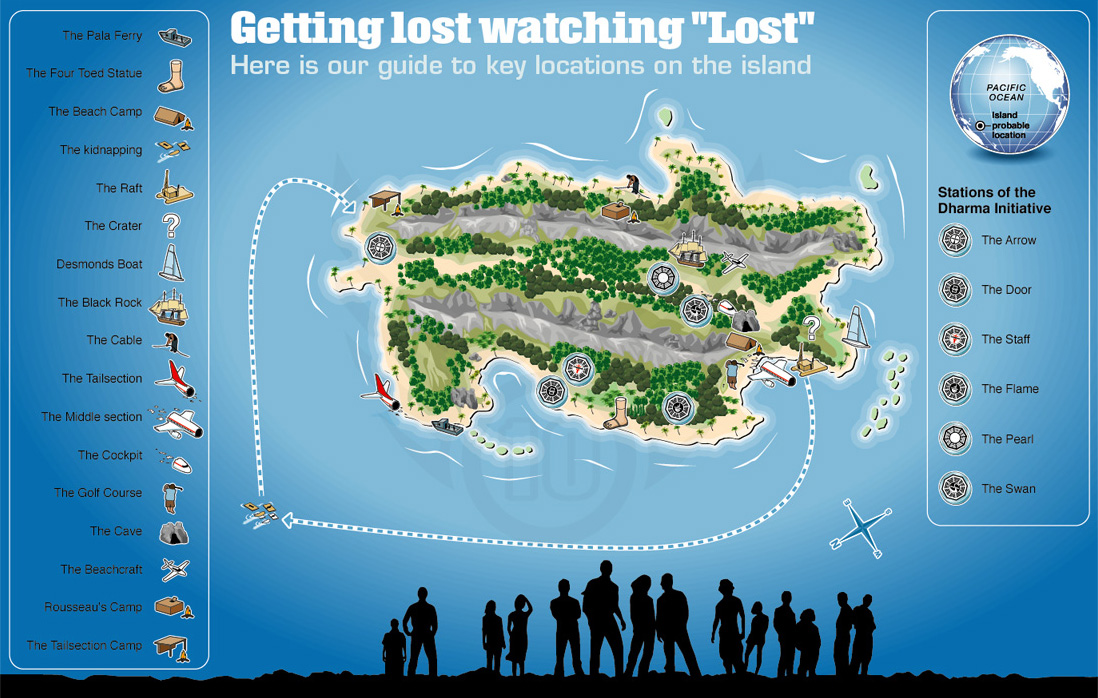 Getting lost watching "Lost"
Here is our guide to key locations on the island
The Pala Ferry
The Four Toed Statue
The Beach Camp
The kidnapping
The Raft
The Crater
?
Desmonds Boat
The Black Rock
The Cable
The Tailsection
The Middle section
The Cockpit
The Golf Course
The Cave
The Beachcraft
Rousseau's Camp
The Tailsection Camp
?
PACIFIC
OCEAN
Island
probable
location
Stations of the
Dharma Initiative
The Arrow
The Door
The Staff
The Flame
The Pearl
The Swan
E
S
W
N